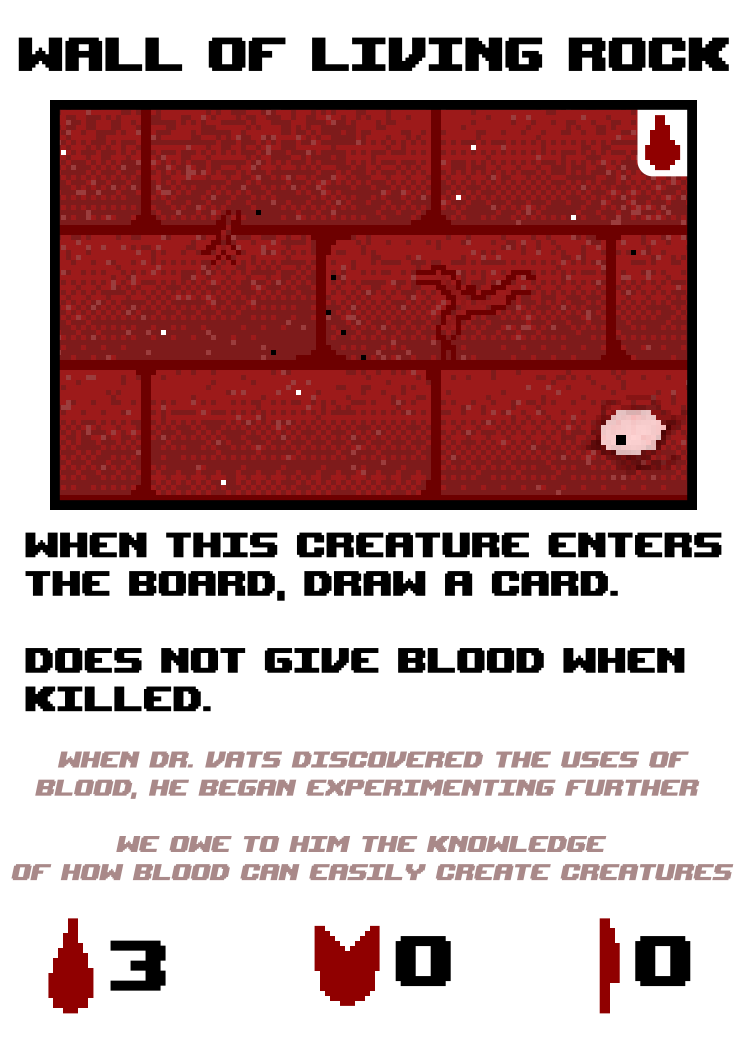 WALL OF LIVING ROCK
WHEN THIS CREATURE ENTERS
THE BOARD, DRAW A CARD.
DOES NOT GIVE BLOOD WHEN
KILLED.
WHEN DR. VATS DISCOVERED THE USES OF
BLOOD, HE BEGAN EXPERIMENTING FURTHER
WE OWE TO HIM THE KNOWLEDGE
OF HOW BLOOD CAN EASILY CREATE CREATURES
3 0 0